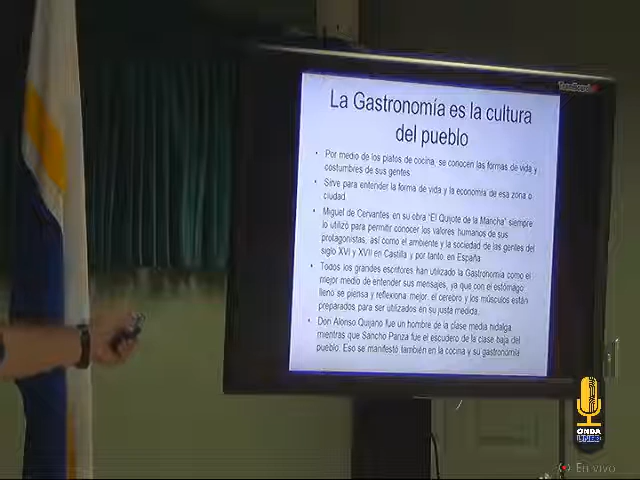 La Gastronomía es la cultura
del pueblo
• Por medio de los platos de cocina, se conocen las formas de vida y
costumbres de sus gentes
• Sirve para entender la forma de vida y la economía de esa zona o
ciudad.
• Miguel de Cervantes en su obra "El Quijote de la Mancha" siempre
lo utilizó para permitir conocer los valores humanos de sus
protagonistas, así como el ambiente y la sociedad de las gentes del
siglo XVI y XVII en Castilla y por tanto, en España
• Todos los grandes escritores han utilizado la Gastronomía como el
mejor medio de entender sus mensajes, ya que con el estómago
lleno se piensa y reflexiona mejor, el cerebro y los músculos están
preparados para ser utilizados en su justa medida.
• Don Alonso Quijano fue un hombre de la clase media hidalga
mientras que Sancho Panza fue el escudero de la clase baja del
pueblo. Eso se manifestó también en la cocina y su gastronomía
ONDA
En vivo